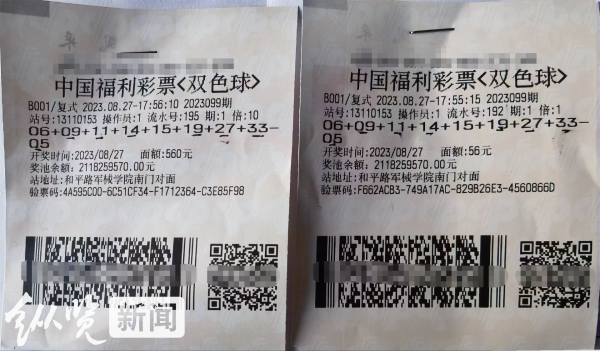 中国福利彩票<双色球>
B001/复式 2023.08.27-17:56:10 2023099期
站号:13110153 操作员:1 流水号:195 期:1 倍:10
06+09+11+14+15+19+27+33-
05
开奖时间:2023/08/27 面额:560元
奖池余额: 2118259570.00元
站地址:和平路军械学院南门对面
验票码:4A595C00-6C51CF34-F1712364-C3E85F98
纵览新闻
中国福利彩票<双色球>
B001/复式 2023.08.27-17:55:15 2023099期
站号:13110153 操作员:1 流水号:192 期:1 倍:1
06+09+11+14+15+19+27+33-
05
开奖时间:2023/08/27 面额:56元
奖池余额: 2118259570.00元
站地址:和平路军械学院南门对面
验票码:F662ACB3-749A17AC-829B26E3-4560866D